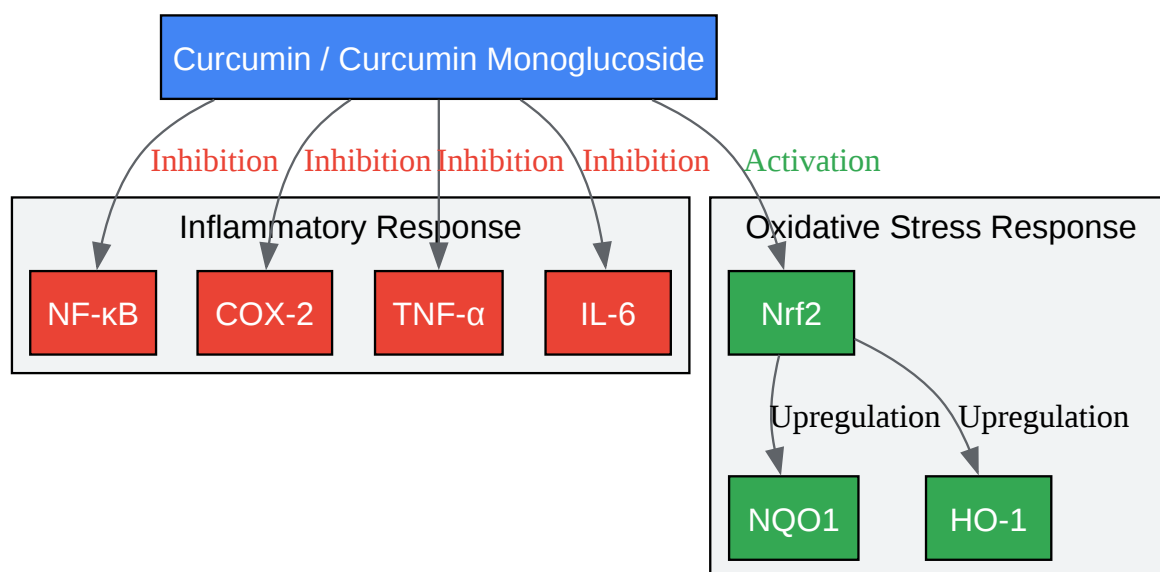 Curcumin / Curcumin Monoglucoside
Inhibition
Inhibition
Inhibition
Inhibition
Activation
Inflammatory Response
Oxidative Stress Response
NF-κB
COX-2
TNF-α
IL-6
Nrf2
Upregulation
Upregulation
NQO1
HO-1